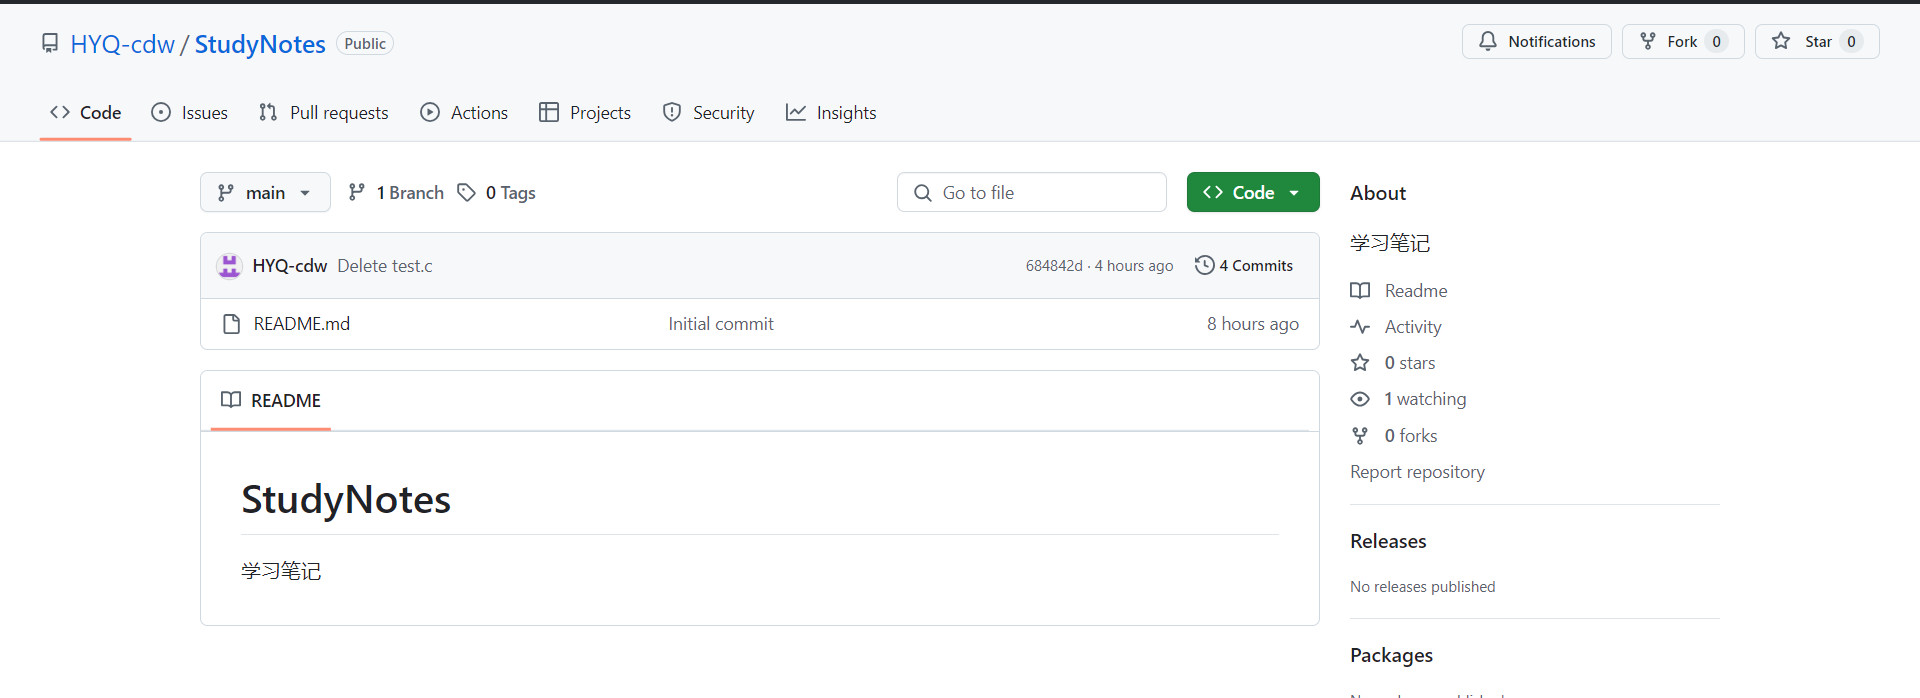 HYQ-cdw / StudyNotes Public
Notifications Fork 0 Star 0
Code Issues Pull requests Actions Projects Security Insights
main 1 Branch 0 Tags Go to file Code
HYQ-cdw Delete test.c 684842d · 4 hours ago 4 Commits
README.md Initial commit 8 hours ago
README
StudyNotes
学习笔记
About
学习笔记
Readme
Activity
0 stars
1 watching
0 forks
Report repository
Releases
No releases published
Packages